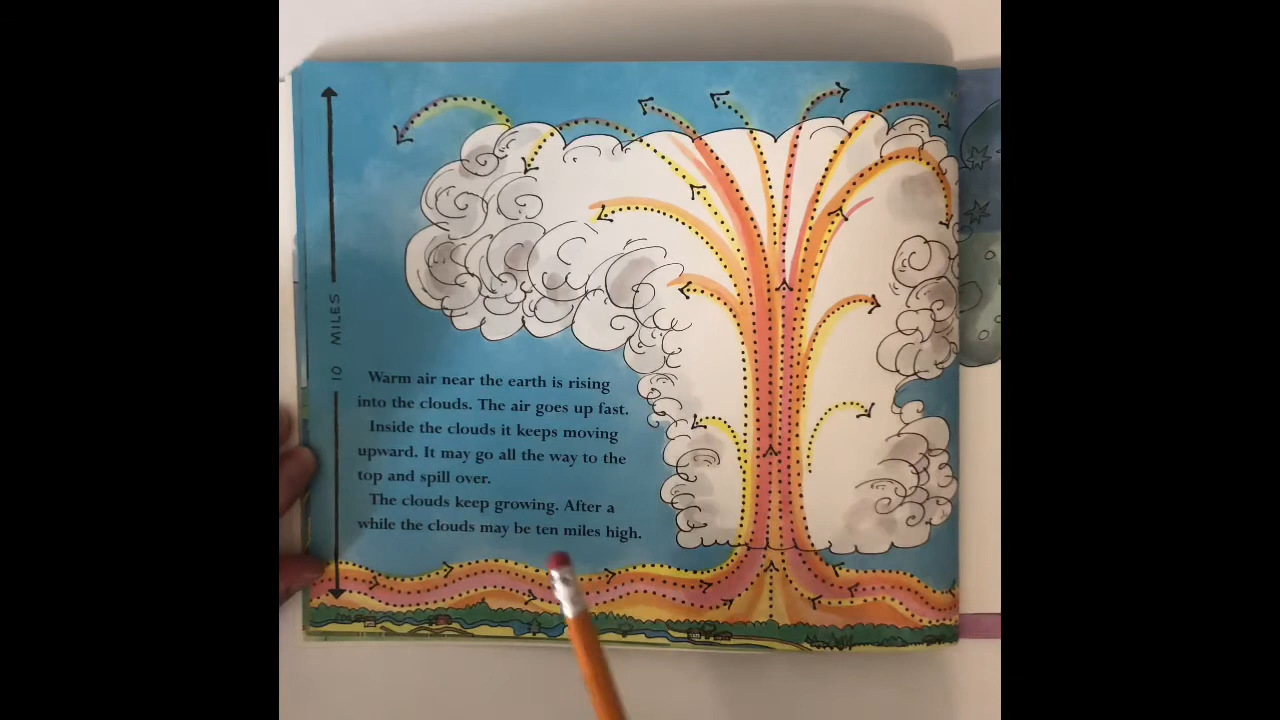 10 MILES
Warm air near the earth is rising
into the clouds. The air goes up fast.
Inside the clouds it keeps moving
upward. It may go all the way to the
top and spill over.
The clouds keep growing. After a
while the clouds may be ten miles high.